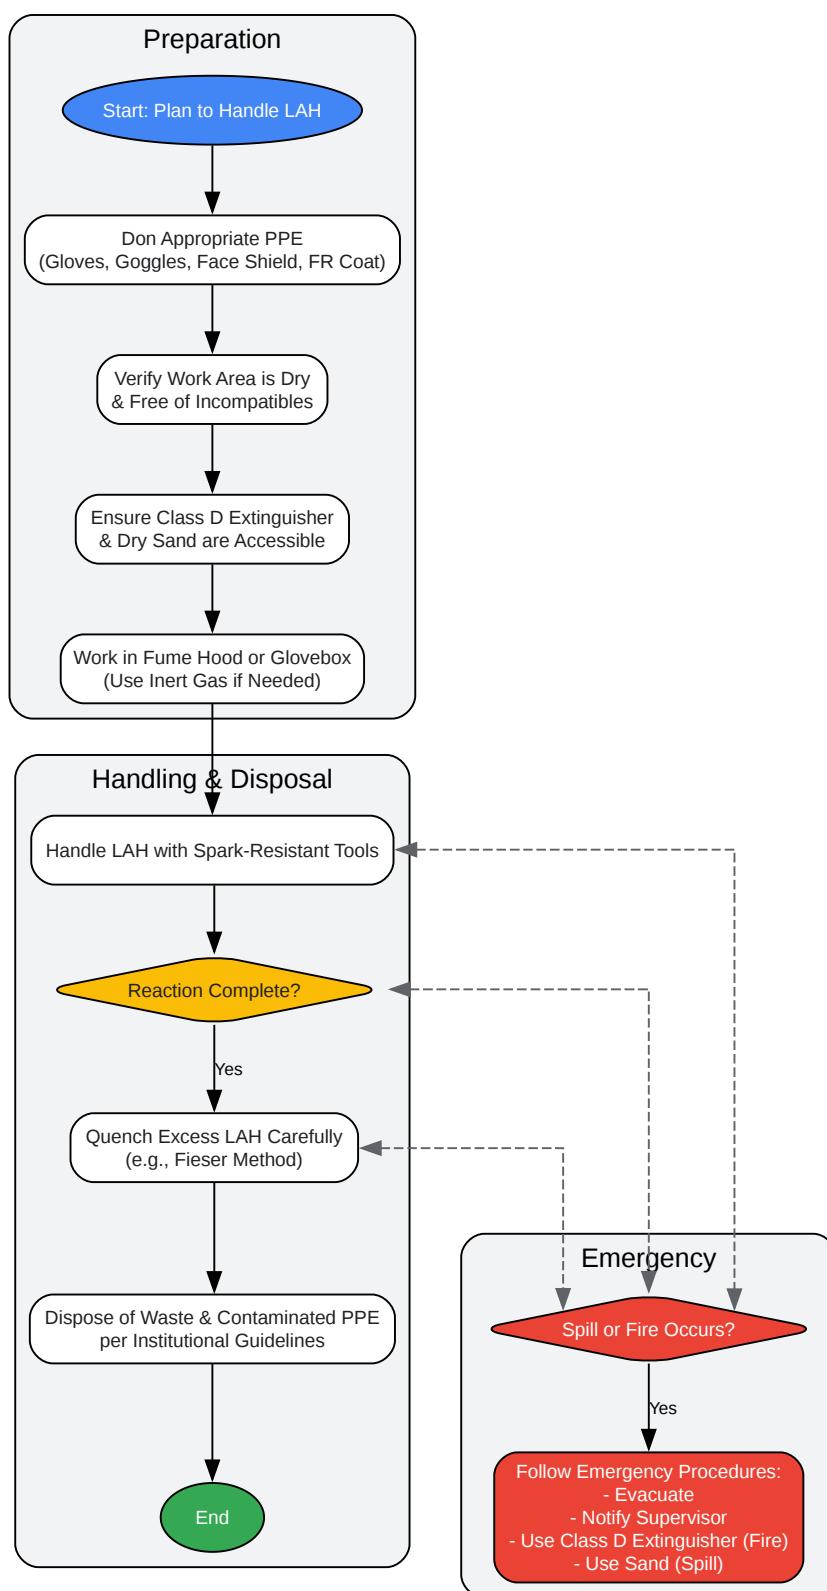 Preparation
Start: Plan to Handle LAH
Don Appropriate PPE
(Gloves, Goggles, Face Shield, FR Coat)
Verify Work Area is Dry
& Free of Incompatibles
Ensure Class D Extinguisher
& Dry Sand are Accessible
Work in Fume Hood or Glovebox
(Use Inert Gas if Needed)
Handling & Disposal
Handle LAH with Spark-Resistant Tools
Reaction Complete?
Yes
Quench Excess LAH Carefully
(e.g., Fieser Method)
Dispose of Waste & Contaminated PPE
per Institutional Guidelines
End
Emergency
Spill or Fire Occurs?
Yes
Follow Emergency Procedures:
- Evacuate
- Notify Supervisor
- Use Class D Extinguisher (Fire)
- Use Sand (Spill)